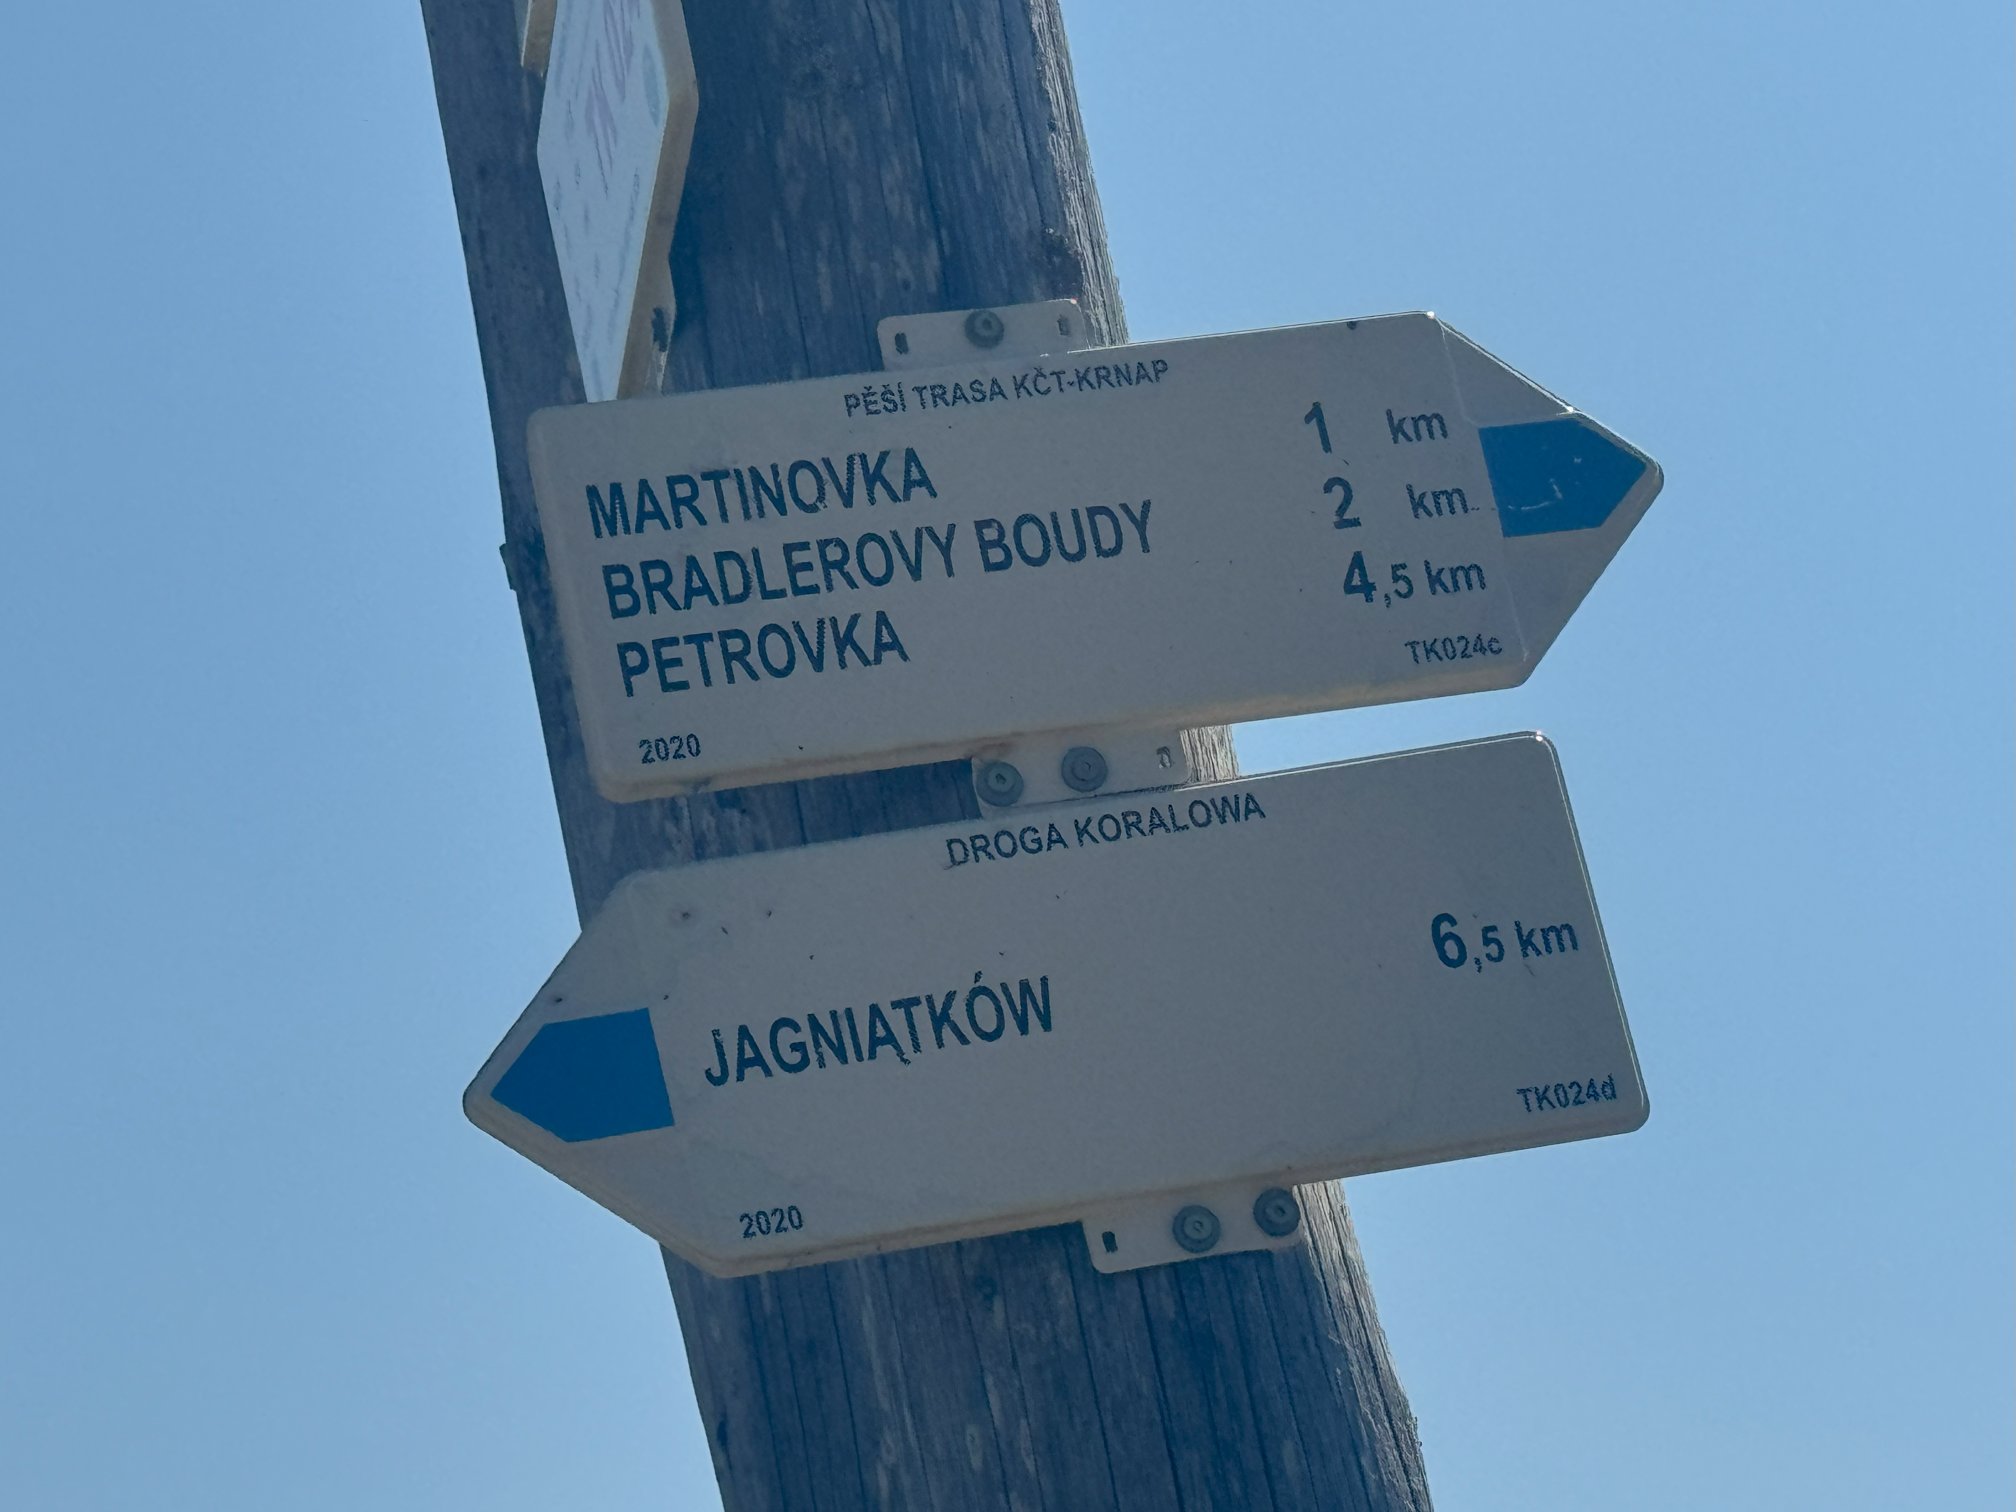 PĚŠÍ TRASA KČT-KRNAP
MARTINOVKA 1 km
BRADLEROVY BOUDY 2 km
PETROVKA 4,5 km
TK024c
2020
DROGA KORALOWA
6,5 km
JAGNIĄTKÓW
TK024d
2020